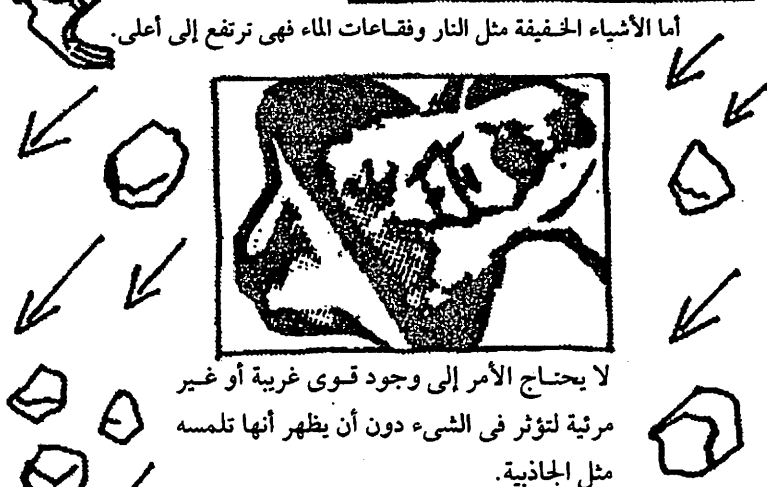 أما الأشياء الخفيفة مثل النار وفقاعات الماء فهى ترتفع إلى أعلى.
لا يحتاج الأمر إلى وجود قوى غريبة أو غير
مرئية لتؤثر فى الشىء دون أن يظهر أنها تلمسه
مثل الجاذبية.